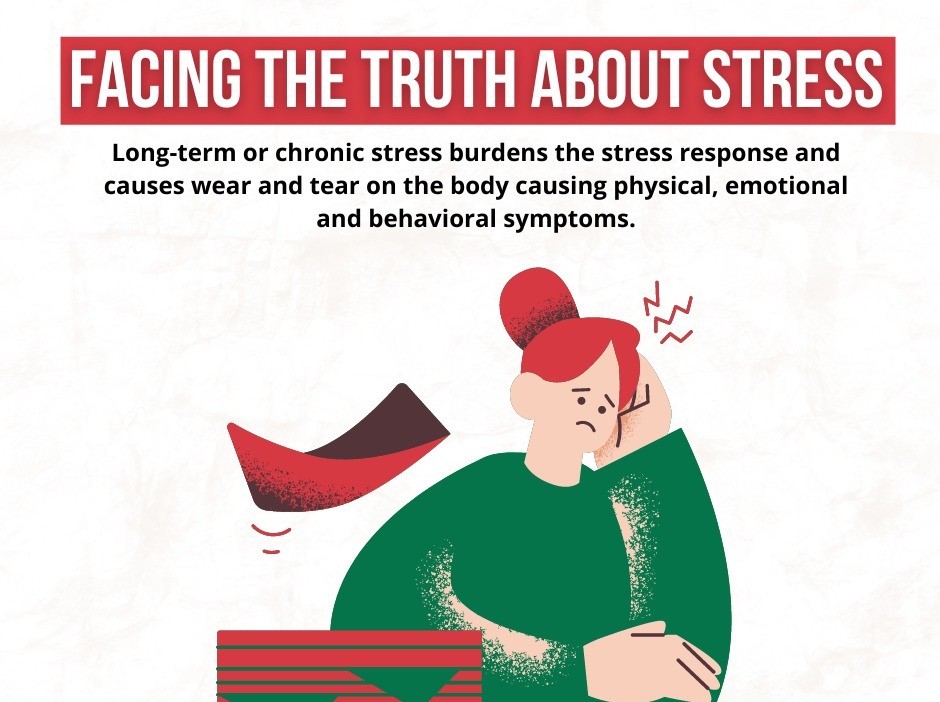 FACING THE TRUTH ABOUT STRESS
Long-term or chronic stress burdens the stress response and
causes wear and tear on the body causing physical, emotional
and behavioral symptoms.